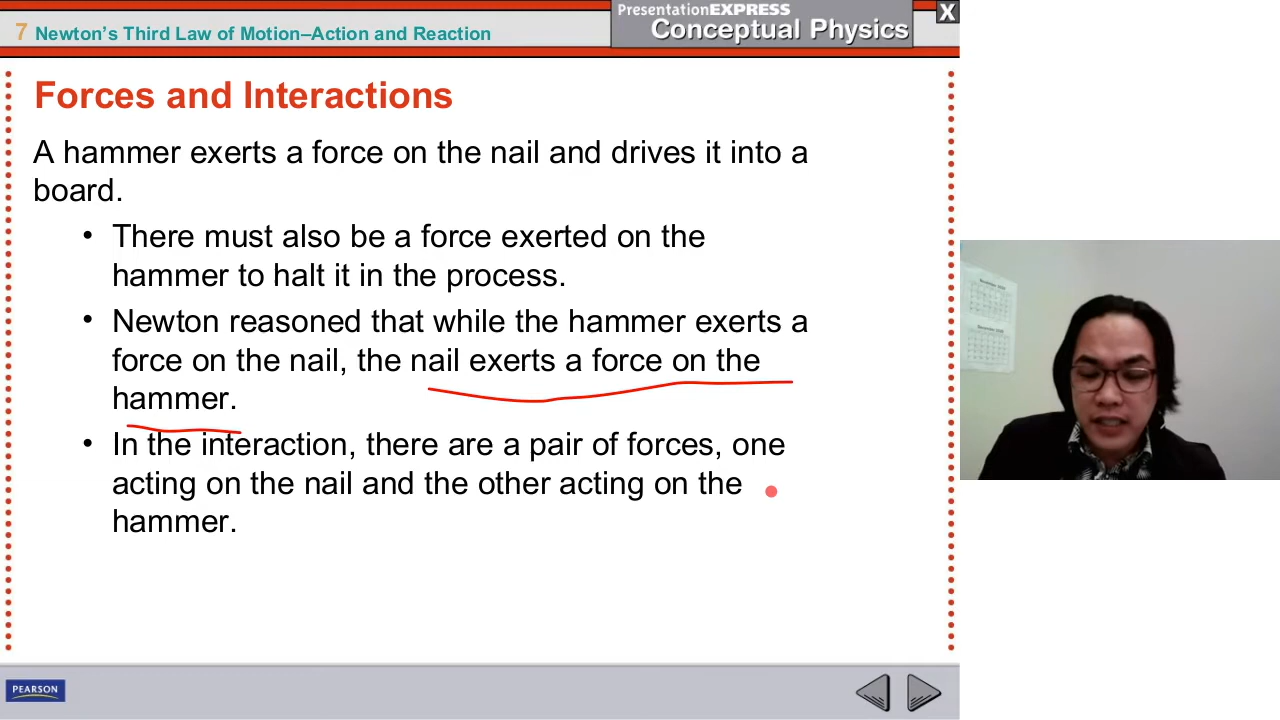 PresentationEXPRESS
X
7 Newton's Third Law of Motion–Action and Reaction
Conceptual Physics
Forces and Interactions
A hammer exerts a force on the nail and drives it into a
board.
• There must also be a force exerted on the
hammer to halt it in the process.
• Newton reasoned that while the hammer exerts a
force on the nail, the nail exerts a force on the
hammer.
• In the interaction, there are a pair of forces, one
acting on the nail and the other acting on the
hammer.
PEARSON